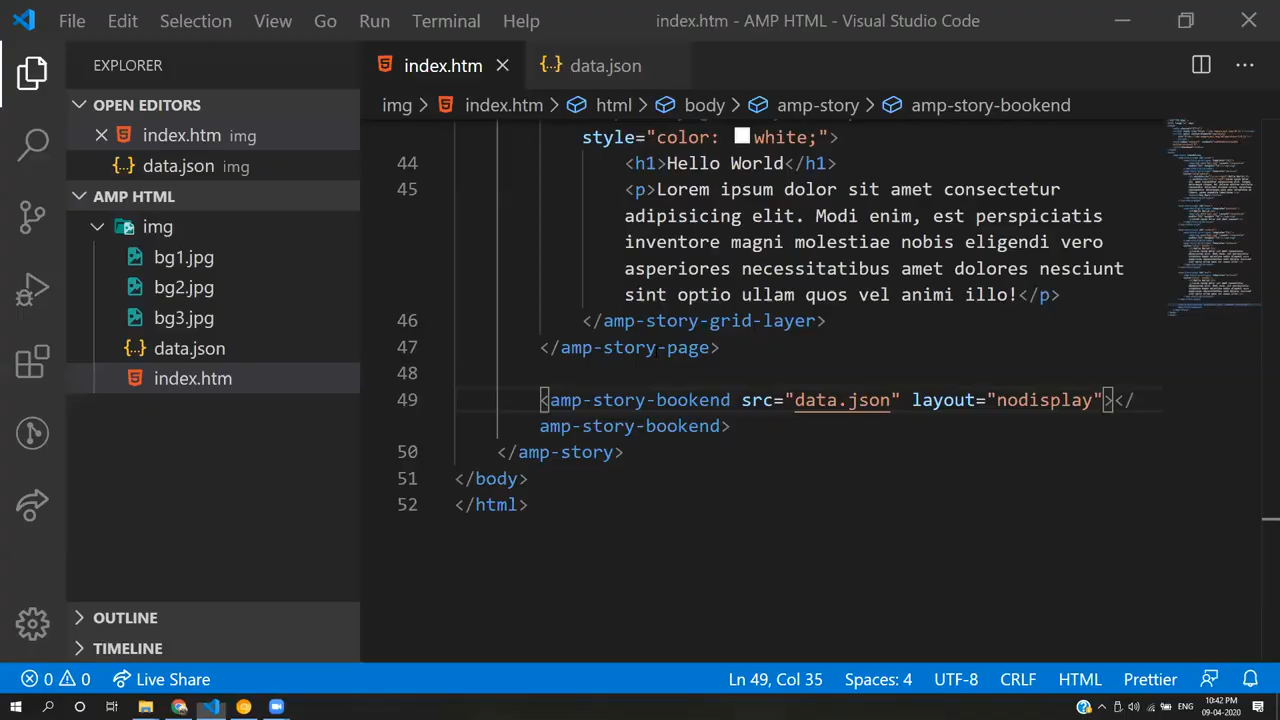 File Edit Selection View Go Run Terminal Help index.htm - AMP HTML - Visual Studio Code
EXPLORER
OPEN EDITORS
index.htm img
data.json img
AMP HTML
img
bg1.jpg
bg2.jpg
bg3.jpg
data.json
index.htm
OUTLINE
TIMELINE
index.htm data.json
img index.htm html body amp-story amp-story-bookend
style="color: white;">
44 <h1>Hello World</h1>
45 <p>Lorem ipsum dolor sit amet consectetur
adipisicing elit. Modi enim, est perspiciatis
inventore magni molestiae nobis eligendi vero
asperiores necessitatibus amet dolores nesciunt
sint optio ullam quos vel animi illo!</p>
46 </amp-story-grid-layer>
47 </amp-story-page>
48
49 <amp-story-bookend src="data.json" layout="nodisplay"></
amp-story-bookend>
50 </amp-story>
51 </body>
52 </html>
0 0 Live Share Ln 49, Col 35 Spaces: 4 UTF-8 CRLF HTML Prettier
ENG 10:42 PM
09-04-2020